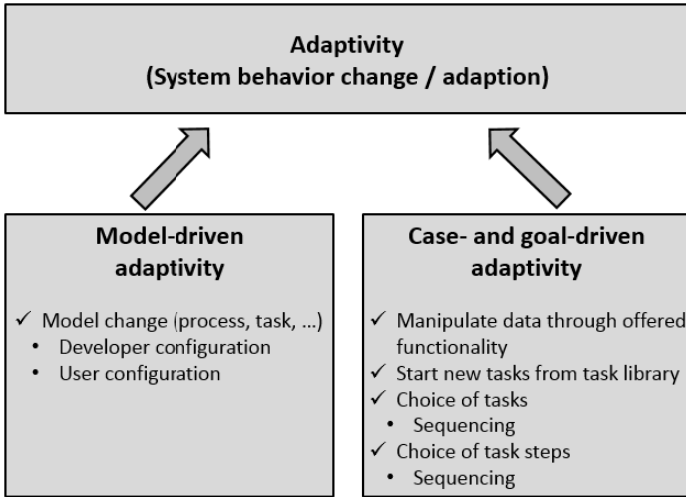 Adaptivity
(System behavior change / adaption)
Model-driven
adaptivity
✓ Model change (process, task, ...)
• Developer configuration
• User configuration
Case- and goal-driven
adaptivity
✓ Manipulate data through offered
functionality
✓ Start new tasks from task library
✓ Choice of tasks
• Sequencing
✓ Choice of task steps
• Sequencing